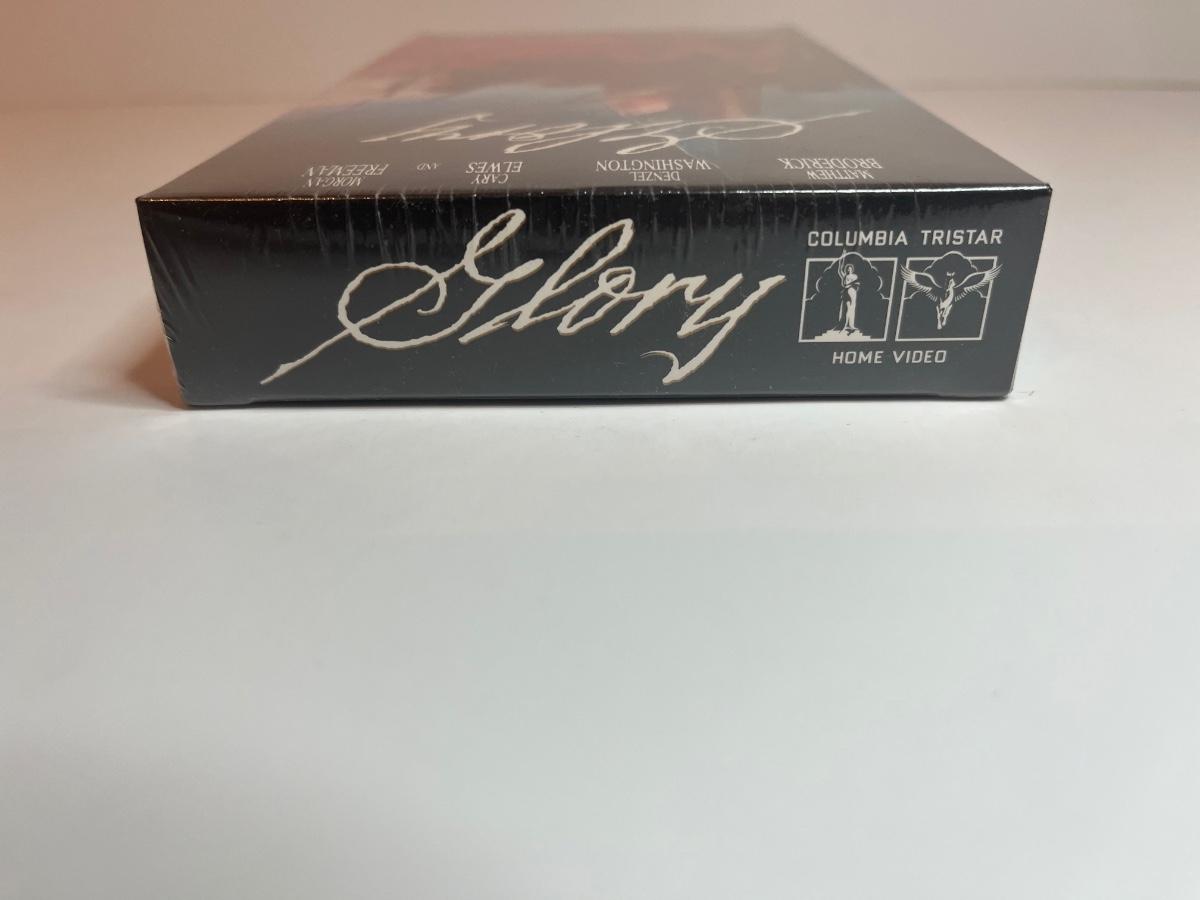 Glory
MATTHEW BRODERICK DENZEL WASHINGTON CARY ELWES AND MORGAN FREEMAN
Glory
COLUMBIA TRISTAR
HOME VIDEO